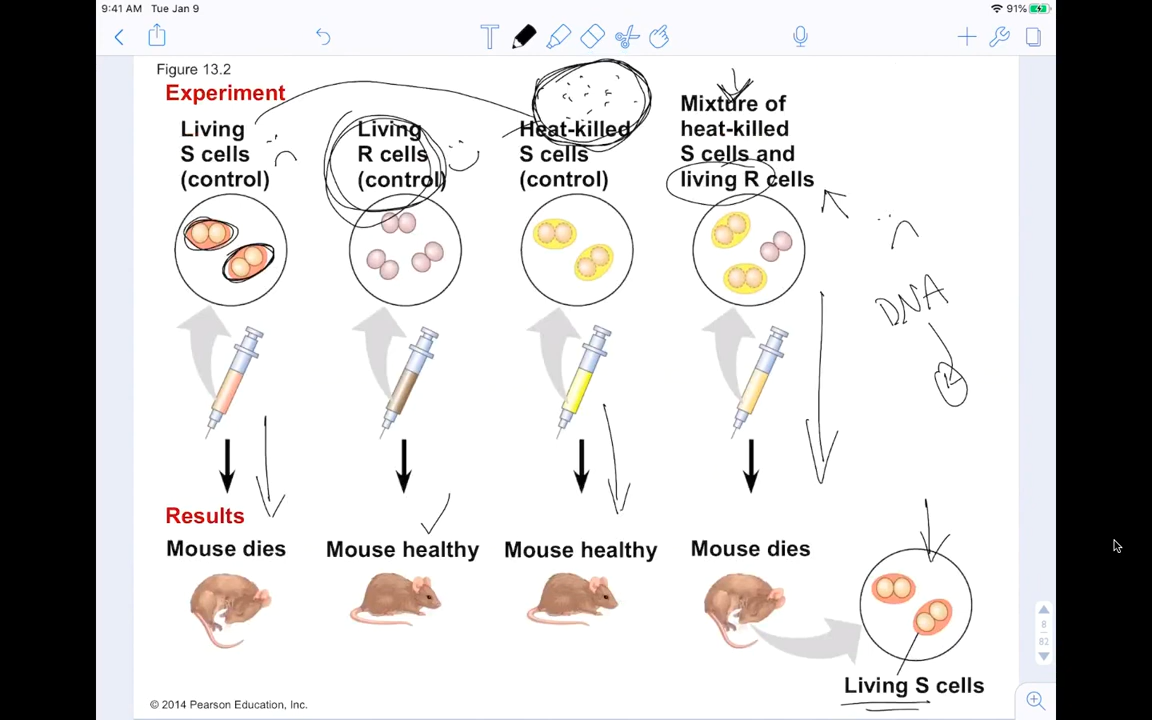 9:41 AM Tue Jan 9
91%
T
Figure 13.2
Experiment
Living
S cells
(control)
Living
R cells
(control)
Heat-killed
S cells
(control)
Mixture of
heat-killed
S cells and
living R cells
DNA
Results
Mouse dies
Mouse healthy
Mouse healthy
Mouse dies
8
82
Living S cells
© 2014 Pearson Education, Inc.